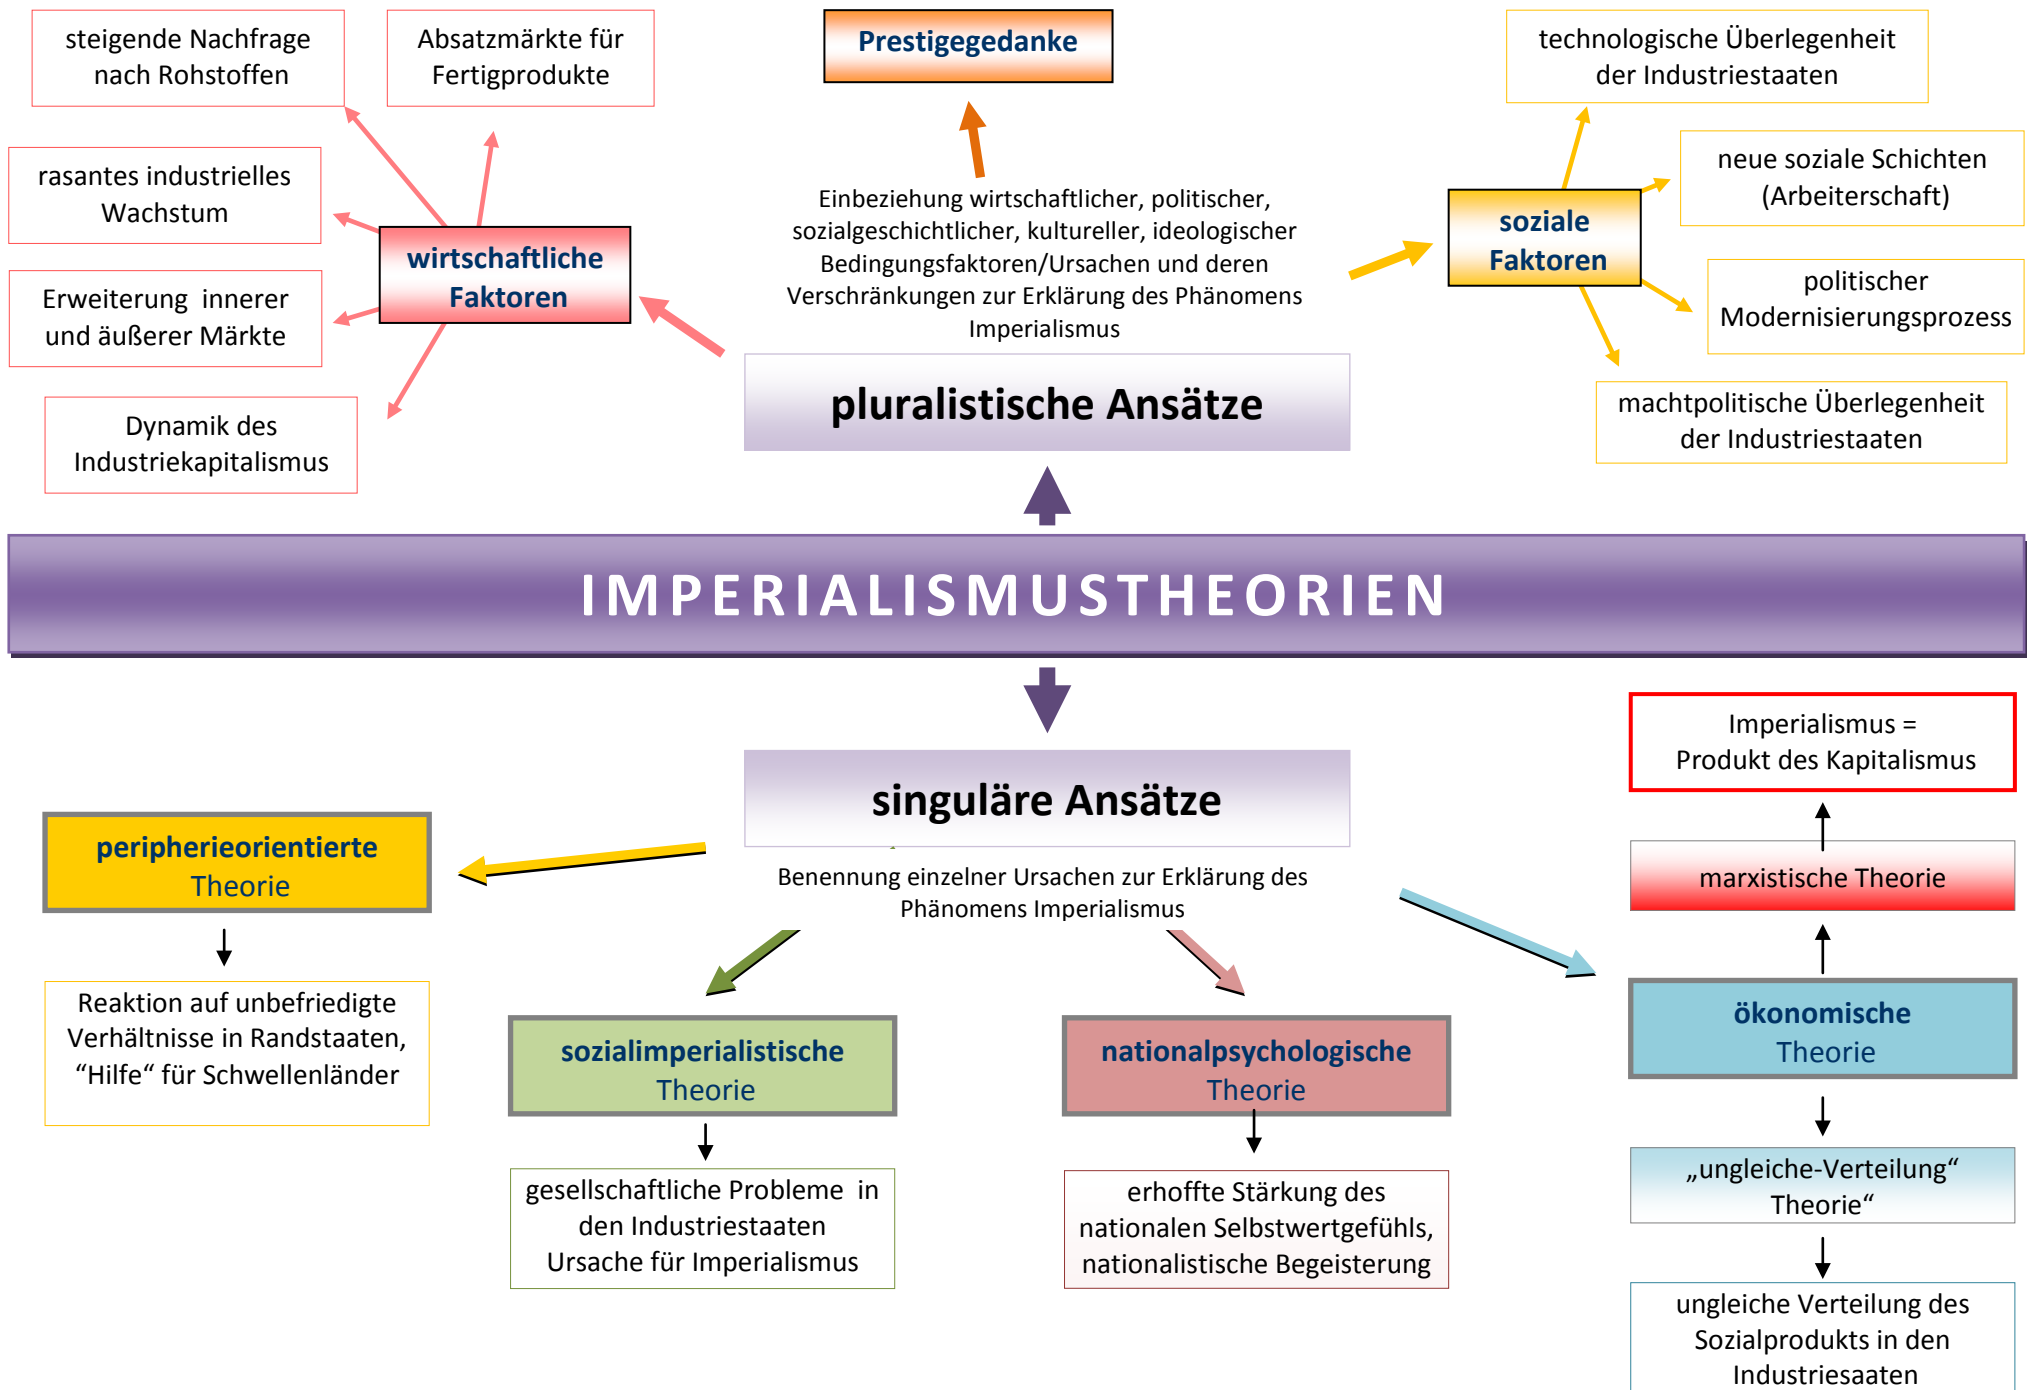 steigende Nachfrage
nach Rohstoffen
Absatzmärkte für
Fertigprodukte
Prestigegedanke
technologische Überlegenheit
der Industriestaaten
rasantes industrielles
Wachstum
neue soziale Schichten
(Arbeiterschaft)
Einbeziehung wirtschaftlicher, politischer,
sozialgeschichtlicher, kultureller, ideologischer
Bedingungsfaktoren/Ursachen und deren
Verschränkungen zur Erklärung des Phänomens
Imperialismus
wirtschaftliche
Faktoren
soziale
Faktoren
Erweiterung  innerer
und äußerer Märkte
politischer
Modernisierungsprozess
pluralistische Ansätze
Dynamik des
Industriekapitalismus
machtpolitische Überlegenheit
der Industriestaaten
IMPERIALISMUSTHEORIEN
singuläre Ansätze
Benennung einzelner Ursachen zur Erklärung des
Phänomens Imperialismus
Imperialismus =
Produkt des Kapitalismus
marxistische Theorie
peripherieorientierte
Theorie
Reaktion auf unbefriedigte
Verhältnisse in Randstaaten,
“Hilfe“ für Schwellenländer
sozialimperialistische
Theorie
nationalpsychologische
Theorie
ökonomische
Theorie
gesellschaftliche Probleme  in
den Industriestaaten
Ursache für Imperialismus
erhoffte Stärkung des
nationalen Selbstwertgefühls,
nationalistische Begeisterung
„ungleiche-Verteilung“
Theorie“
ungleiche Verteilung des
Sozialprodukts in den
Industriesaaten